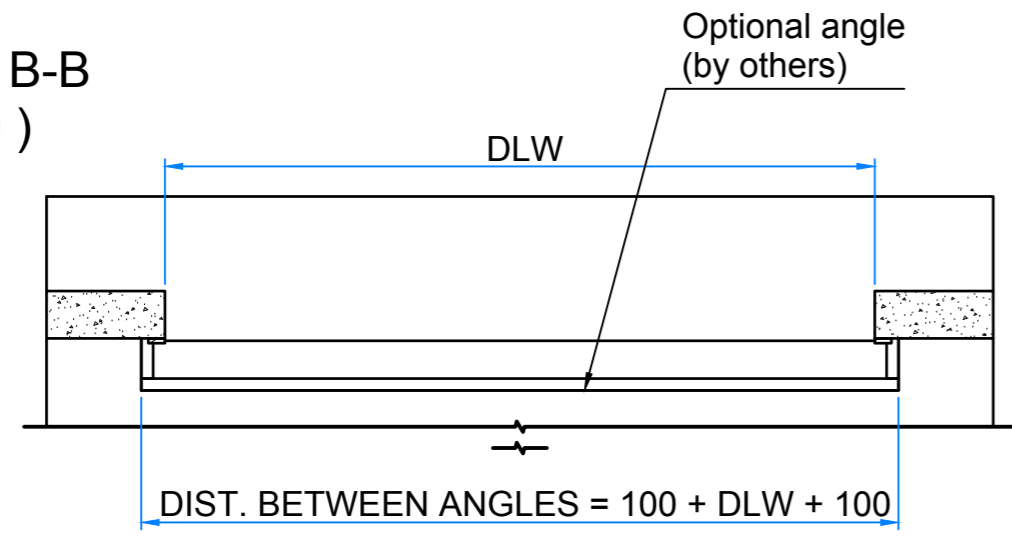 B-B
)
Optional angle
(by others)
DLW
DIST. BETWEEN ANGLES = 100 + DLW + 100